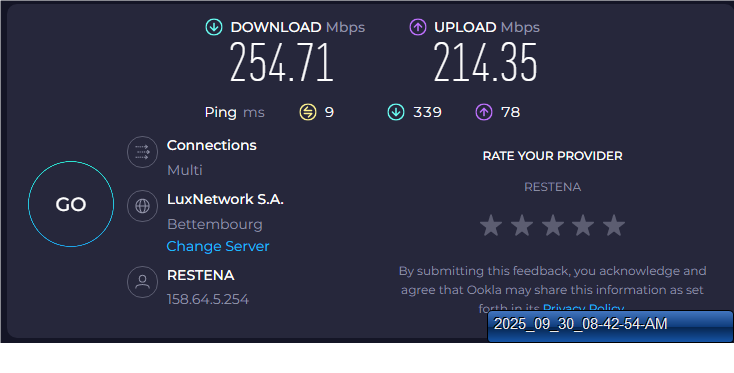 DOWNLOAD Mbps
UPLOAD Mbps
254.71
214.35
Ping ms 9 339 78
Connections
Multi
GO
LuxNetwork S.A.
Bettembourg
Change Server
RESTENA
158.64.5.254
RATE YOUR PROVIDER
RESTENA
By submitting this feedback, you acknowledge and
agree that Ookla may share this information as set
forth in its Privacy Policy
2025_09_30_08-42-54-AM